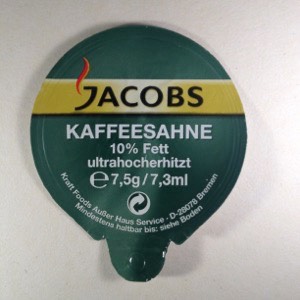 JACOBS
KAFFEESAHNE
10% Fett
ultrahocherhitzt
℮ 7,5g / 7,3ml
Kraft Foods Außer Haus Service - D-28078 Bremen
Mindestens haltbar bis: siehe Boden